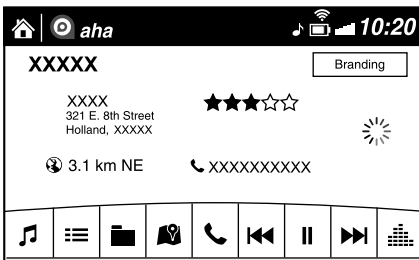 aha 10:20
XXXXX
Branding
XXXX
321 E. 8th Street
Holland, XXXXX
3.1 km NE
XXXXXXXXXX